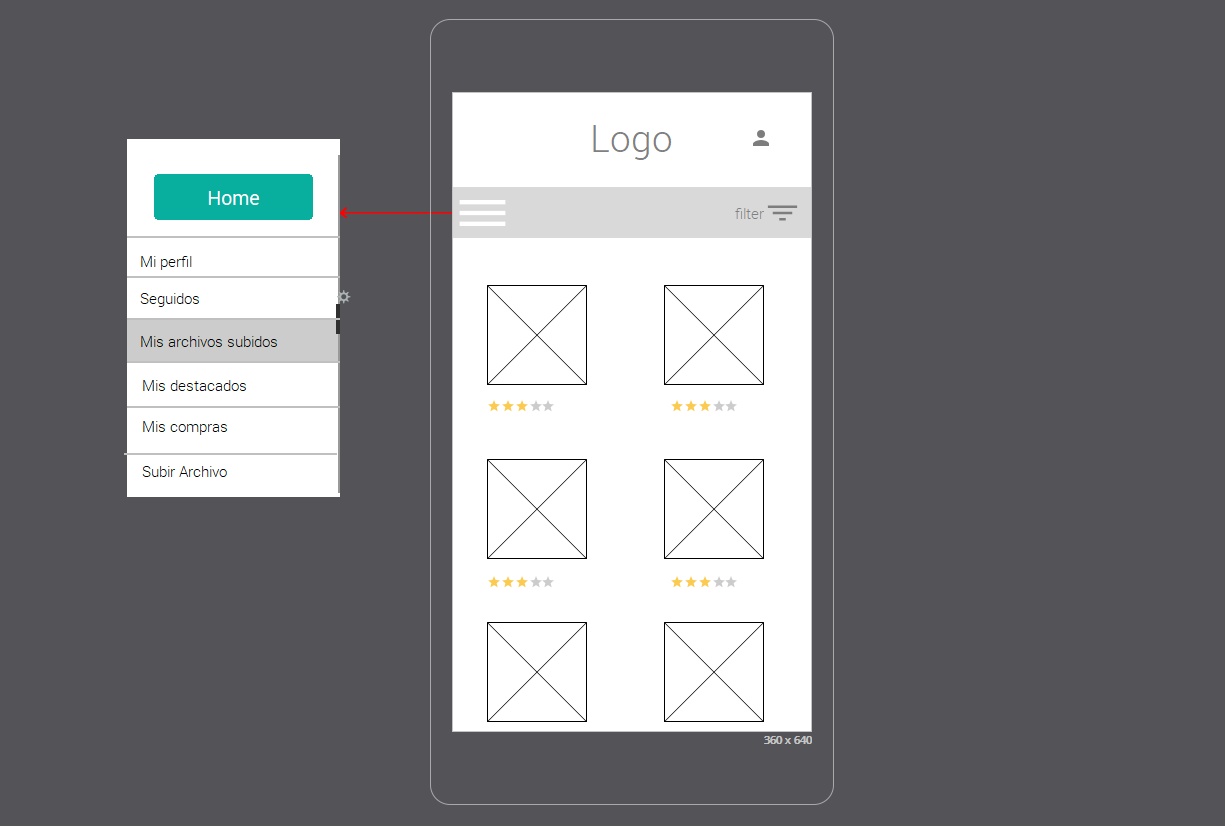 Home
Mi perfil
Seguidos
Mis archivos subidos
Mis destacados
Mis compras
Subir Archivo
Logo
filter
360 x 640